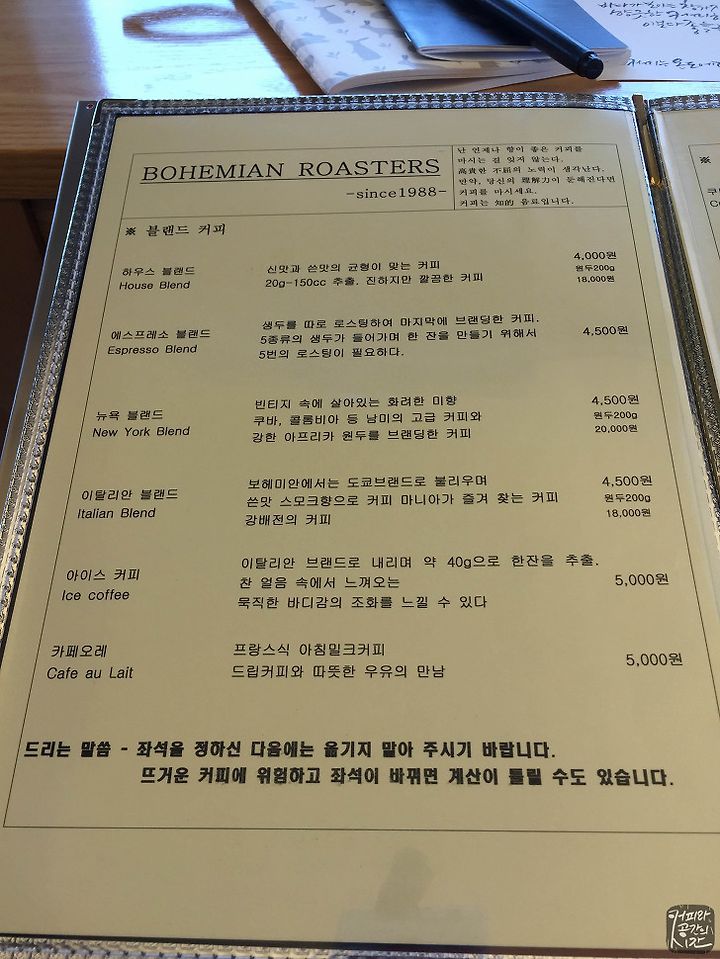 BOHEMIAN ROASTERS
-since1988-
난 언제나 향이 좋은 커피를
마시는 걸 잊지 않는다.
高貴한 不屈의 노력이 생각난다.
만약, 당신의 理解力이 둔해진다면
커피를 마시세요.
커피는 知的 음료입니다.
※ 블랜드 커피
하우스 블랜드
House Blend
신맛과 쓴맛의 균형이 맞는 커피
20g-150cc 추출. 진하지만 깔끔한 커피
4,000원
원두200g
18,000원
에스프레소 블랜드
Espresso Blend
생두를 따로 로스팅하여 마지막에 브랜딩한 커피.
5종류의 생두가 들어가며 한 잔을 만들기 위해서
5번의 로스팅이 필요하다.
4,500원
뉴욕 블랜드
New York Blend
빈티지 속에 살아있는 화려한 미향
쿠바, 콜롬비아 등 남미의 고급 커피와
강한 아프리카 원두를 브랜딩한 커피
4,500원
원두200g
20,000원
이탈리안 블랜드
Italian Blend
보헤미안에서는 도쿄브랜드로 불리우며
쓴맛 스모크향으로 커피 마니아가 즐겨 찾는 커피
강배전의 커피
4,500원
원두200g
18,000원
아이스 커피
Ice coffee
이탈리안 브랜드로 내리며 약 40g으로 한잔을 추출.
찬 얼음 속에서 느껴오는
묵직한 바디감의 조화를 느낄 수 있다
5,000원
카페오레
Cafe au Lait
프랑스식 아침밀크커피
드립커피와 따뜻한 우유의 만남
5,000원
드리는 말씀 - 좌석을 정하신 다음에는 옮기지 말아 주시기 바랍니다.
뜨거운 커피에 위험하고 좌석이 바뀌면 계산이 틀릴 수도 있습니다.
※
커피와
공간의
시간